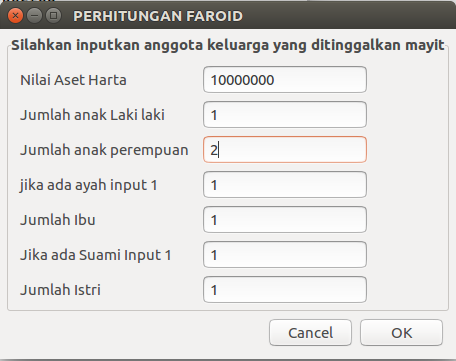 PERHITUNGAN FAROID
Silahkan inputkan anggota keluarga yang ditinggalkan mayit
Nilai Aset Harta 10000000
Jumlah anak Laki laki 1
Jumlah anak perempuan 2
jika ada ayah input 1 1
Jumlah Ibu 1
Jika ada Suami Input 1 1
Jumlah Istri 1
Cancel OK